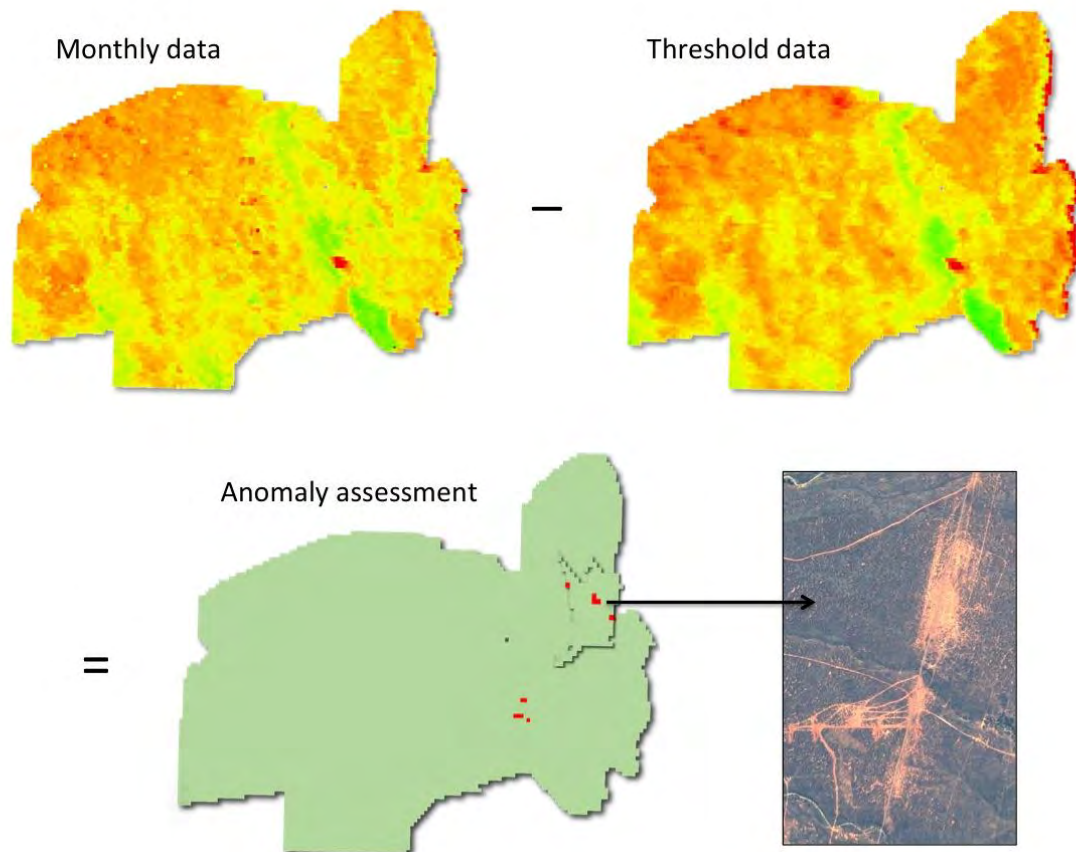 Monthly data
Threshold data
–
Anomaly assessment
=